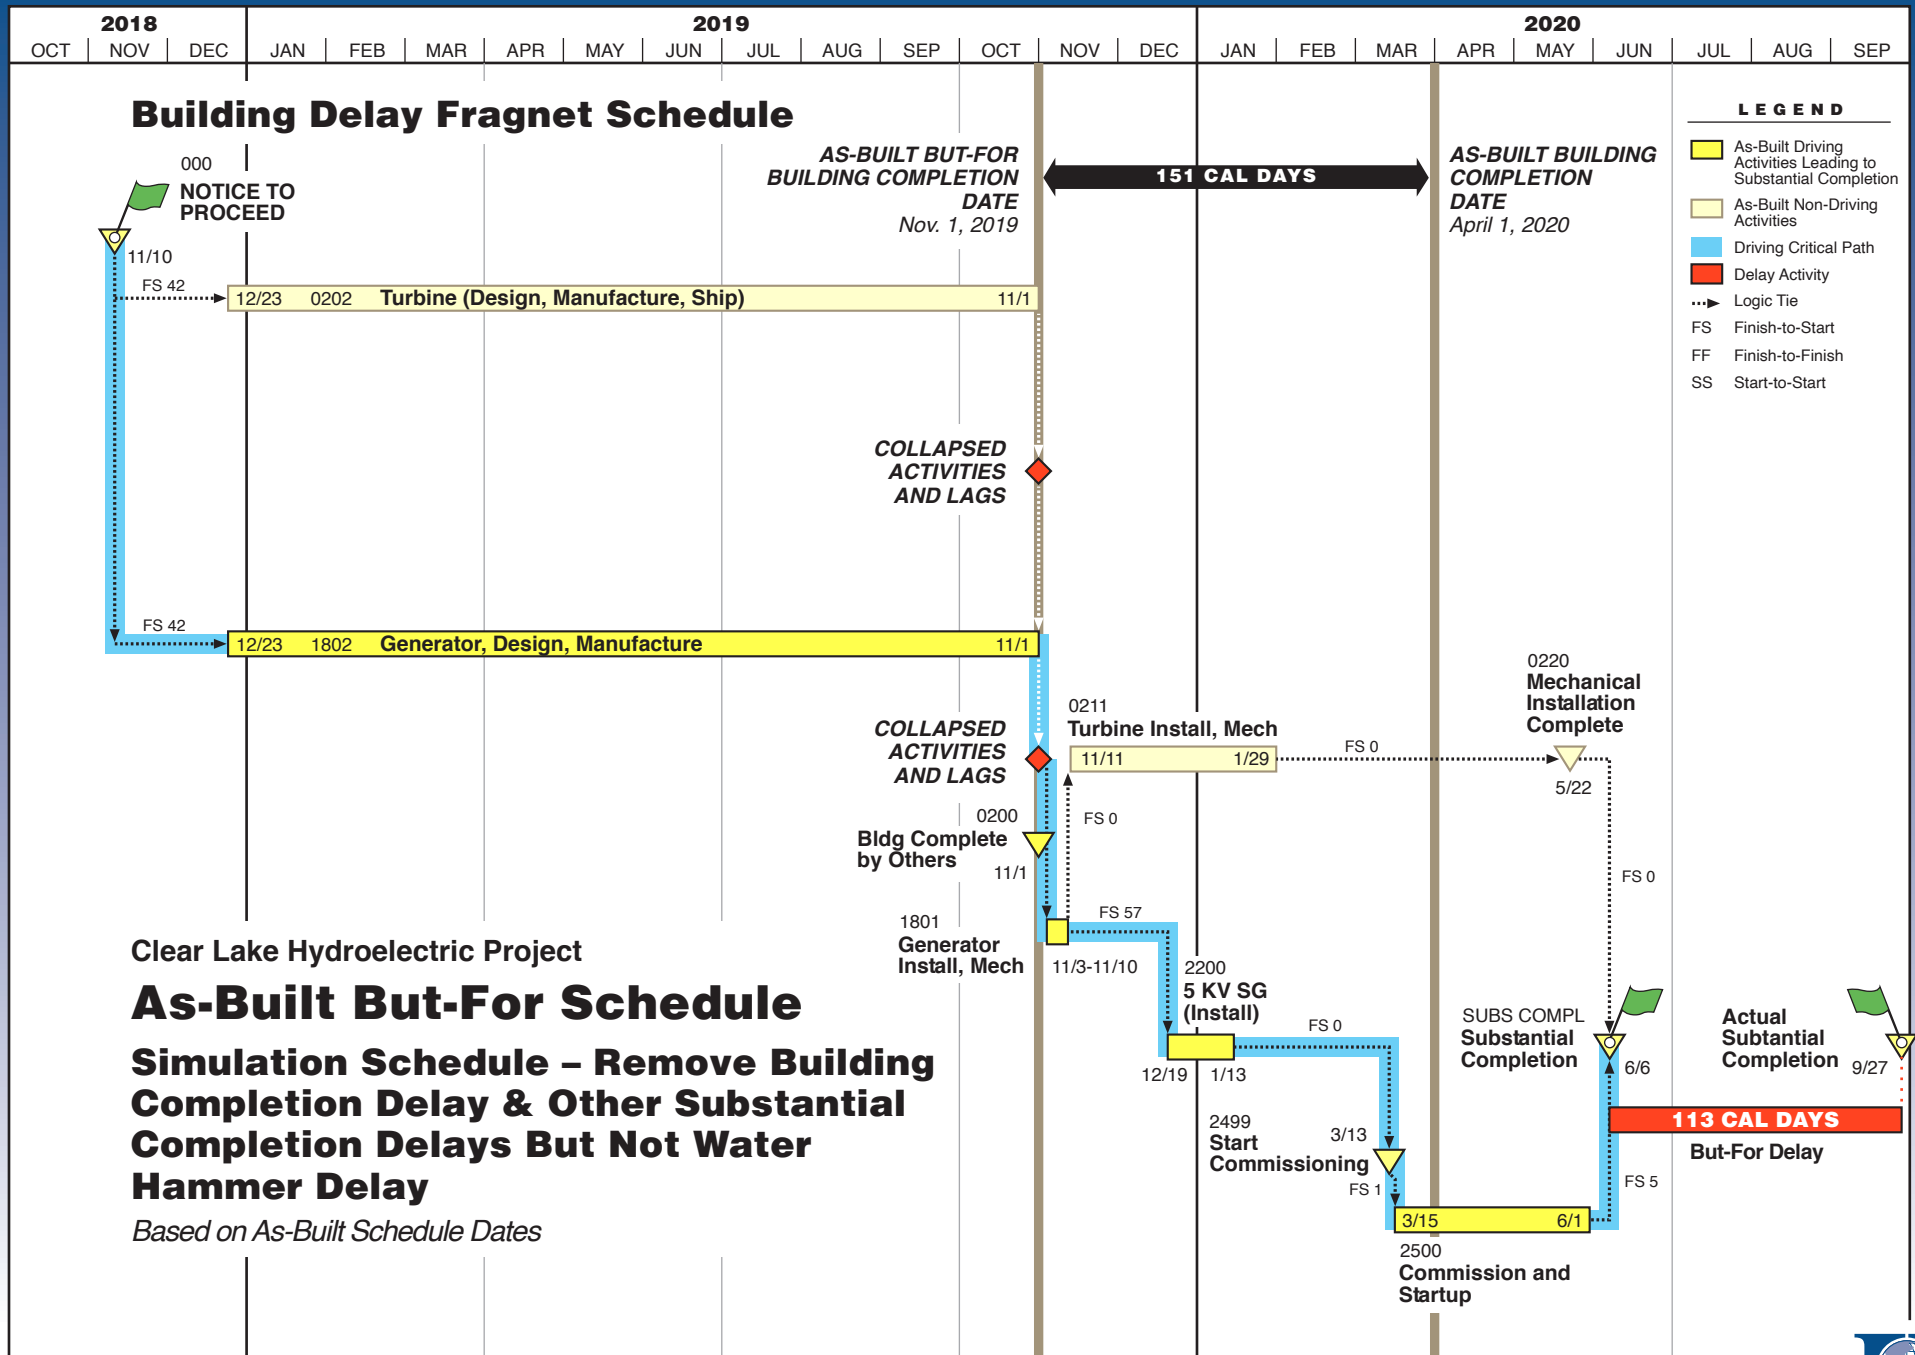 2018 2019 2020
OCT NOV DEC JAN FEB MAR APR MAY JUN JUL AUG SEP OCT NOV DEC JAN FEB MAR APR MAY JUN JUL AUG SEP
Building Delay Fragnet Schedule
000
NOTICE TO
PROCEED
11/10
AS-BUILT BUT-FOR
BUILDING COMPLETION
DATE
Nov. 1, 2019
151 CAL DAYS
AS-BUILT BUILDING
COMPLETION
DATE
April 1, 2020
LEGEND
As-Built Driving
Activities Leading to
Substantial Completion
As-Built Non-Driving
Activities
Driving Critical Path
Delay Activity
Logic Tie
FS Finish-to-Start
FF Finish-to-Finish
SS Start-to-Start
FS 42
12/23 0202 Turbine (Design, Manufacture, Ship) 11/1
COLLAPSED
ACTIVITIES
AND LAGS
FS 42
12/23 1802 Generator, Design, Manufacture 11/1
COLLAPSED
ACTIVITIES
AND LAGS
0211
Turbine Install, Mech
11/11 1/29
FS 0
0220
Mechanical
Installation
Complete
5/22
0200
Bldg Complete
by Others
11/1
FS 0
FS 0
1801
Generator
Install, Mech
11/3-11/10
FS 57
2200
5 KV SG
(Install)
12/19 1/13
FS 0
2499
Start
Commissioning
3/13
FS 1
3/15 6/1
2500
Commission and
Startup
FS 5
SUBS COMPL
Substantial
Completion
6/6
Actual
Subtantial
Completion
9/27
113 CAL DAYS
But-For Delay
Clear Lake Hydroelectric Project
As-Built But-For Schedule
Simulation Schedule – Remove Building
Completion Delay & Other Substantial
Completion Delays But Not Water
Hammer Delay
Based on As-Built Schedule Dates